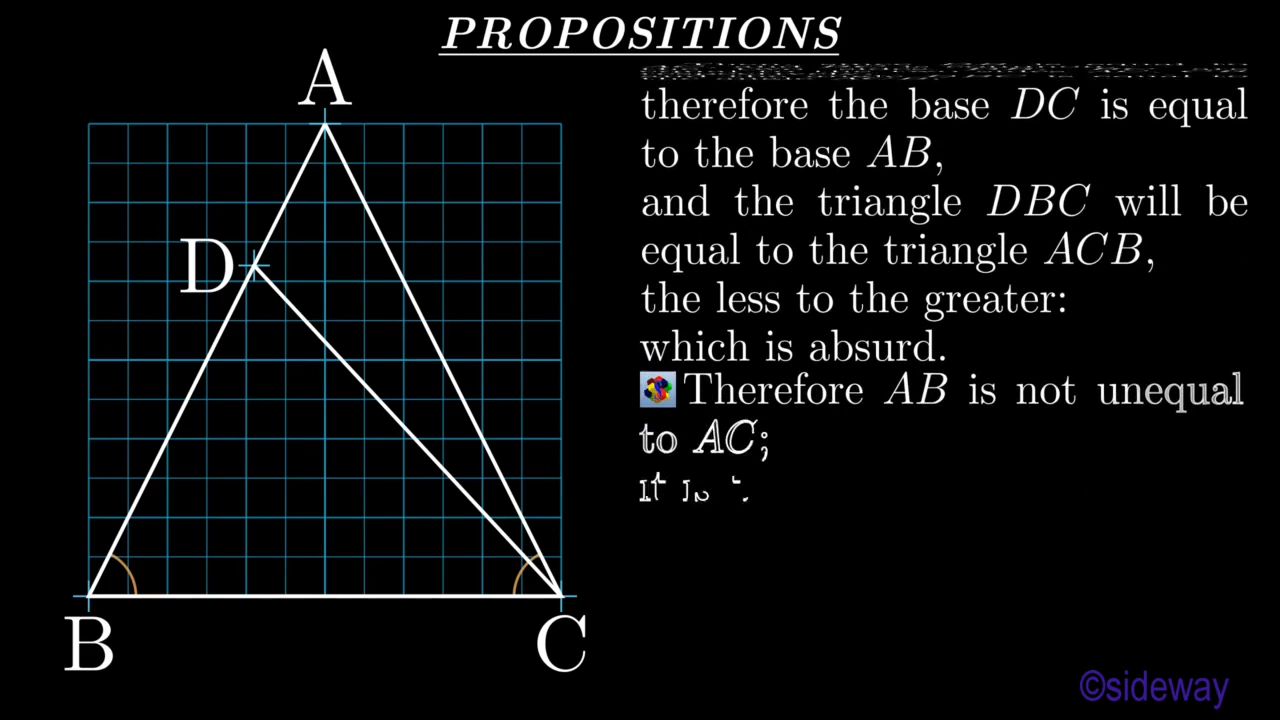 PROPOSITIONS
A
D
B
C
therefore the base DC is equal
to the base AB,
and the triangle DBC will be
equal to the triangle ACB,
the less to the greater:
which is absurd.
Therefore AB is not unequal
to AC;
©sideway